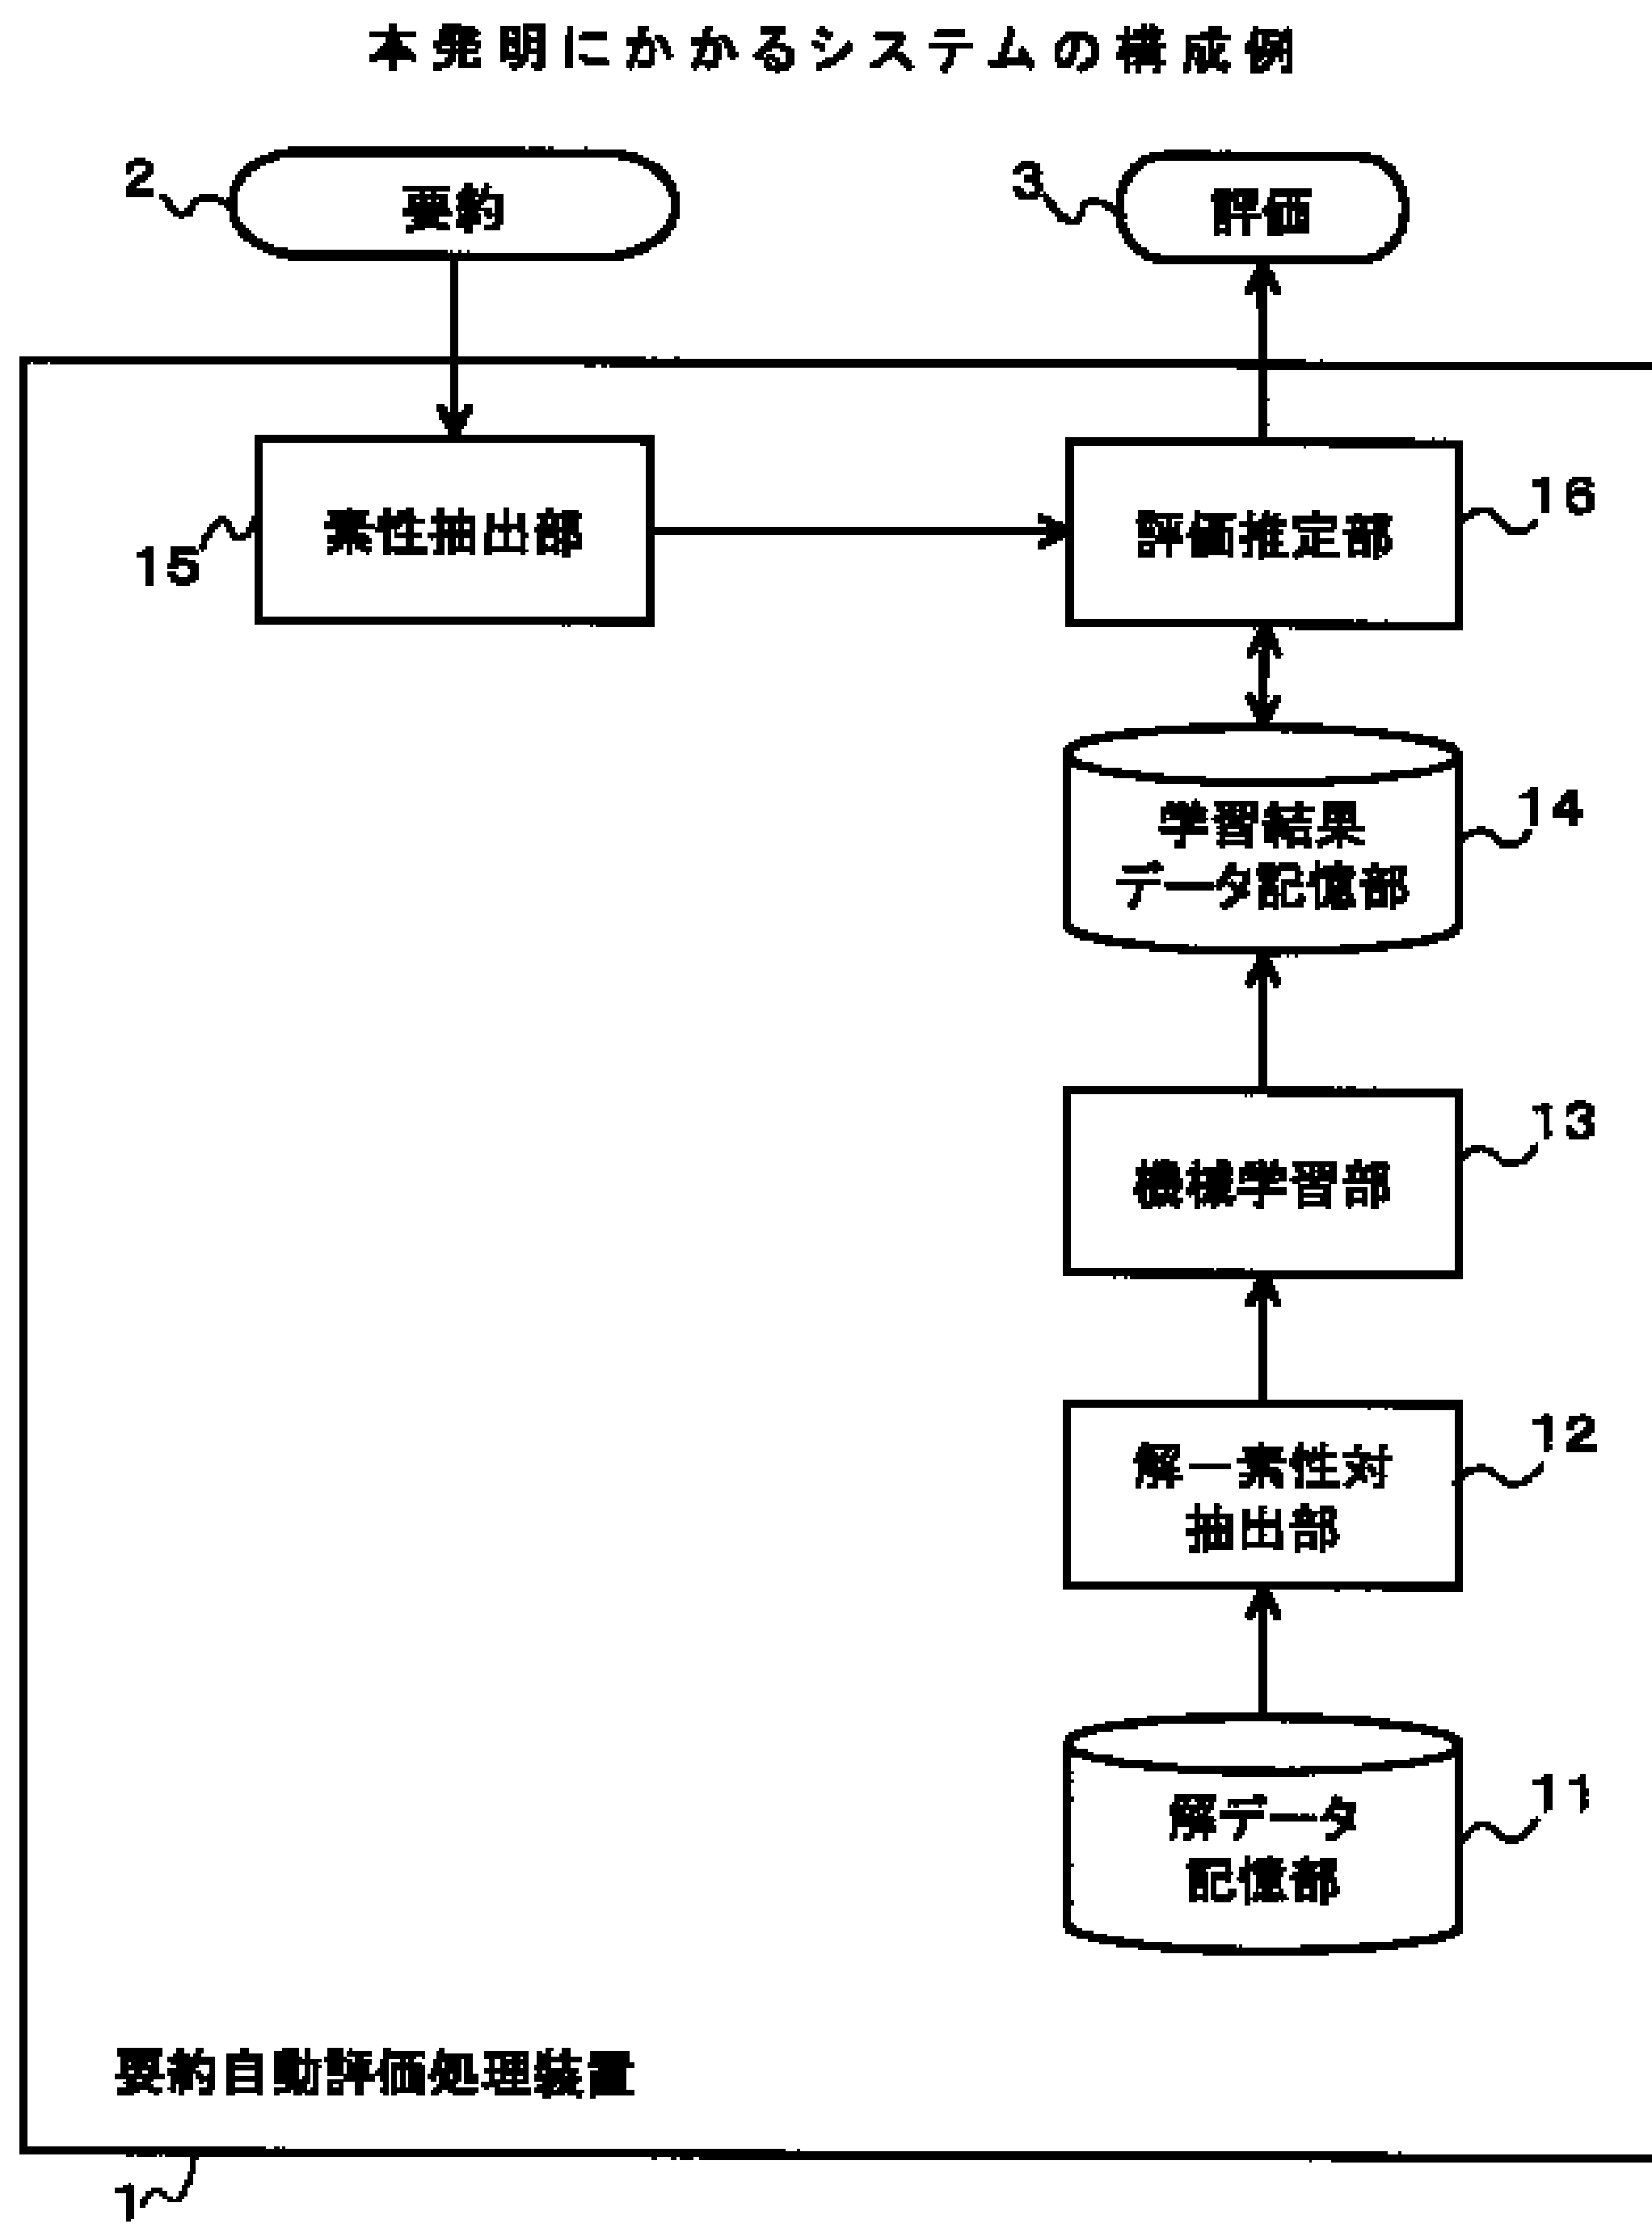 本発明にかかるシステムの構成例
2
要約
3
評価
素性抽出部
15
評価推定部
16
学習結果
データ記憶部
14
機械学習部
13
解－素性対
抽出部
12
解データ
記憶部
11
要約自動評価処理装置
1